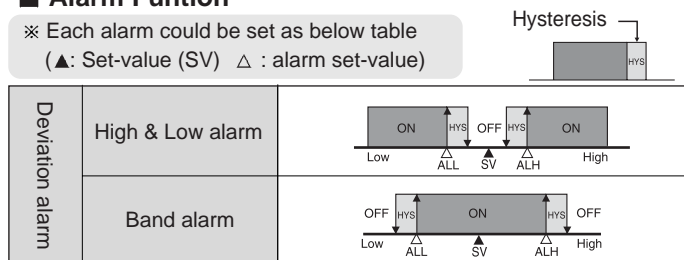 ■ Alarm Funtion
※ Each alarm could be set as below table
(▲: Set-value (SV) △ : alarm set-value)
Hysteresis
HYS
Deviation alarm
High & Low alarm
ON HYS OFF HYS ON
Low ALL SV ALH High
Band alarm
OFF HYS ON HYS OFF
Low ALL SV ALH High